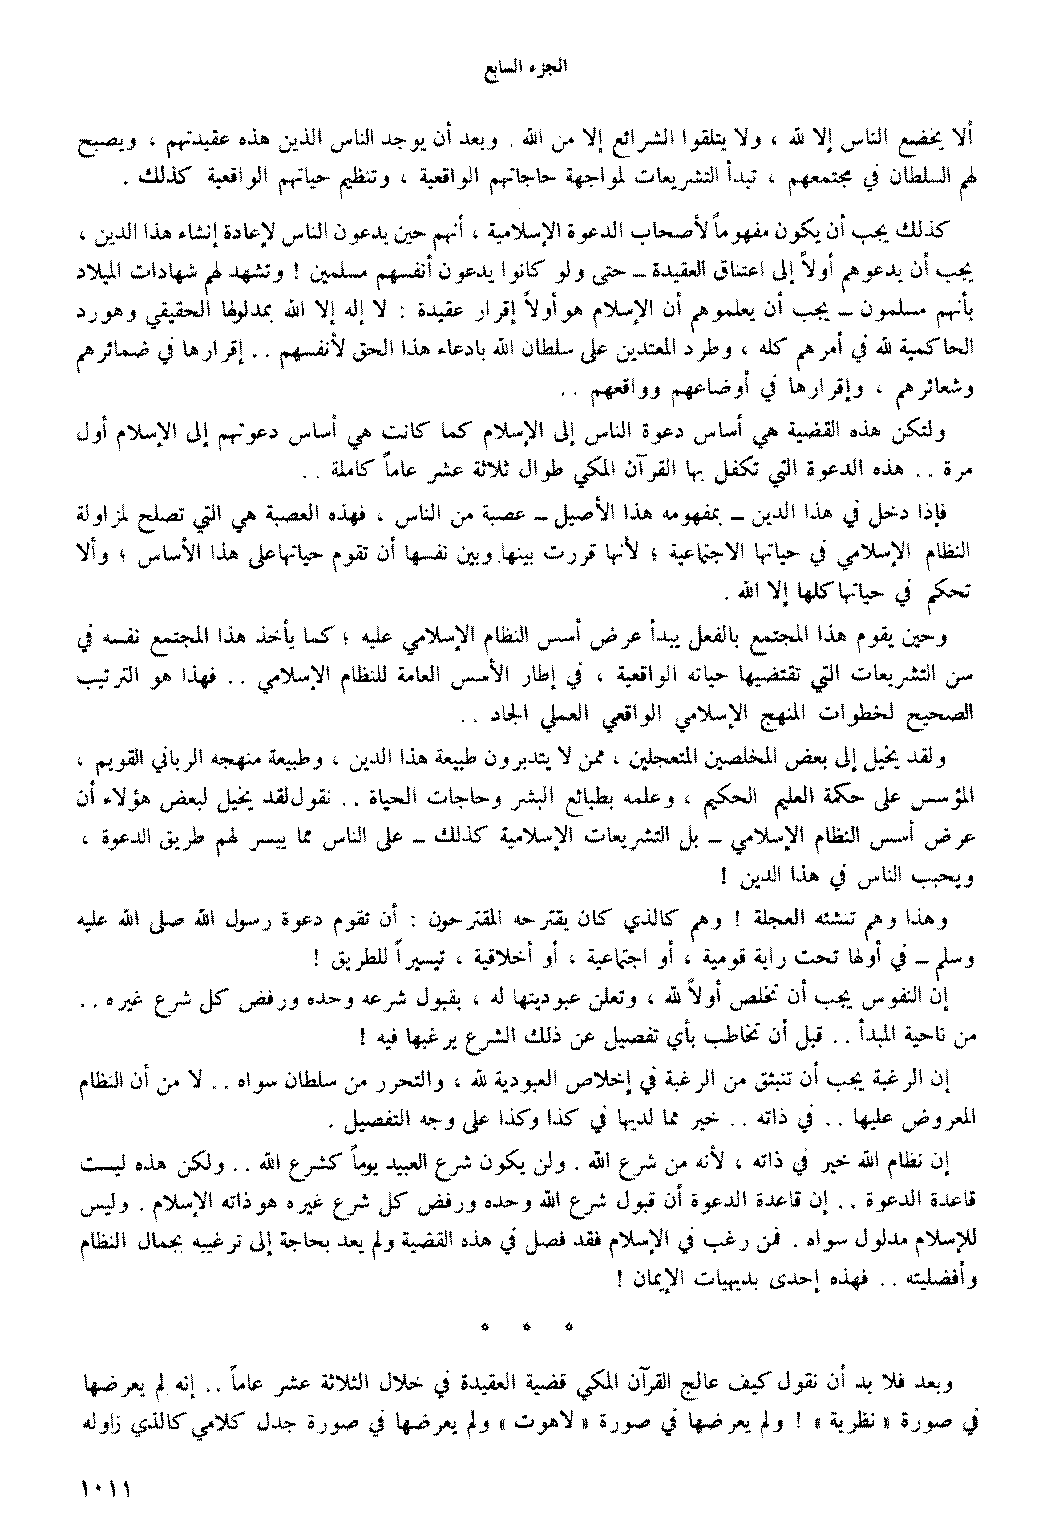 الجزء السابع
ألا يخضع الناس إلا لله ، ولا يتلقوا الشرائع إلا من الله . وبعد أن يوجد الناس الذين هذه عقيدتهم ، ويصبح
لهم السلطان في مجتمعهم ، تبدأ التشريعات لمواجهة حاجاتهم الواقعية ، وتنظيم حياتهم الواقعية كذلك .
كذلك يجب أن يكون مفهوماً لأصحاب الدعوة الإسلامية ، أنهم حين يدعون الناس لإعادة إنشاء هذا الدين ،
يجب أن يدعوهم أولاً إلى اعتناق العقيدة – حتى ولو كانوا يدعون أنفسهم مسلمين ! وتشهد لهم شهادات الميلاد
بأنهم مسلمون – يجب أن يعلموهم أن الإسلام هو أولاً إقرار عقيدة : لا إله إلا الله بمدلولها الحقيقي وهو رد
الحاكمية لله في أمرهم كله ، وطرد المعتدين على سلطان الله بادعاء هذا الحق لأنفسهم .. إقرارها في ضمائرهم
وشعائرهم ، وإقرارها في أوضاعهم وواقعهم ..
ولتكن هذه القضية هي أساس دعوة الناس إلى الإسلام كما كانت هي أساس دعوتهم إلى الإسلام أول
مرة .. هذه الدعوة التي تكفل بها القرآن المكي طوال ثلاثة عشر عاماً كاملة ..
فإذا دخل في هذا الدين – بمفهومه هذا الأصيل – عصبة من الناس ، فهذه العصبة هي التي تصلح لمزاولة
النظام الإسلامي في حياتها الاجتماعية ؛ لأنها قررت بينها وبين نفسها أن تقوم حياتها على هذا الأساس ؛ وألا
تحكم في حياتها كلها إلا الله .
وحين يقوم هذا المجتمع بالفعل يبدأ عرض أسس النظام الإسلامي عليه ؛ كما يأخذ هذا المجتمع نفسه في
سن التشريعات التي تقتضيها حياته الواقعية ، في إطار الأسس العامة للنظام الإسلامي .. فهذا هو الترتيب
الصحيح لخطوات المنهج الإسلامي الواقعي العملي الجاد ..
ولقد يخيل إلى بعض المخلصين المتعجلين ، ممن لا يتدبرون طبيعة هذا الدين ، وطبيعة منهجه الرباني القويم ،
المؤسس على حكمة العليم الحكيم ، وعلمه بطبائع البشر وحاجات الحياة .. نقول لقد يخيل لبعض هؤلاء أن
عرض أسس النظام الإسلامي – بل التشريعات الإسلامية كذلك – على الناس مما ييسر لهم طريق الدعوة ،
ويحبب الناس في هذا الدين !
وهذا وهم تنشئه العجلة ! وهم كالذي كان يقترحه المقترحون : أن تقوم دعوة رسول الله صلى الله عليه
وسلم – في أولها تحت راية قومية ، أو اجتماعية ، أو أخلاقية ، تيسيراً للطريق !
إن النفوس يجب أن تخلص أولاً لله ، وتعلن عبوديتها له ، بقبول شرعه وحده ورفض كل شرع غيره ..
من ناحية المبدأ .. قبل أن تخاطب بأي تفصيل عن ذلك الشرع يرغبها فيه !
إن الرغبة يجب أن تنبثق من الرغبة في إخلاص العبودية لله ، والتحرر من سلطان سواه .. لا من أن النظام
المعروض عليها .. في ذاته .. خير مما لديها في كذا وكذا على وجه التفصيل .
إن نظام الله خير في ذاته ، لأنه من شرع الله . ولن يكون شرع العبيد يوماً كشرع الله .. ولكن هذه ليست
قاعدة الدعوة .. إن قاعدة الدعوة أن قبول شرع الله وحده ورفض كل شرع غيره هو ذاته الإسلام . وليس
للإسلام مدلول سواه . فمن رغب في الإسلام فقد فصل في هذه القضية ولم يعد بحاجة إلى ترغيبه بجمال النظام
وأفضليته .. فهذه إحدى بديهيات الإيمان !
* * *
وبعد فلا بد أن نقول كيف عالج القرآن المكي قضية العقيدة في خلال الثلاثة عشر عاماً .. إنه لم يعرضها
في صورة « نظرية » ! ولم يعرضها في صورة « لاهوت » ولم يعرضها في صورة جدل كلامي كالذي زاوله
١٠١١